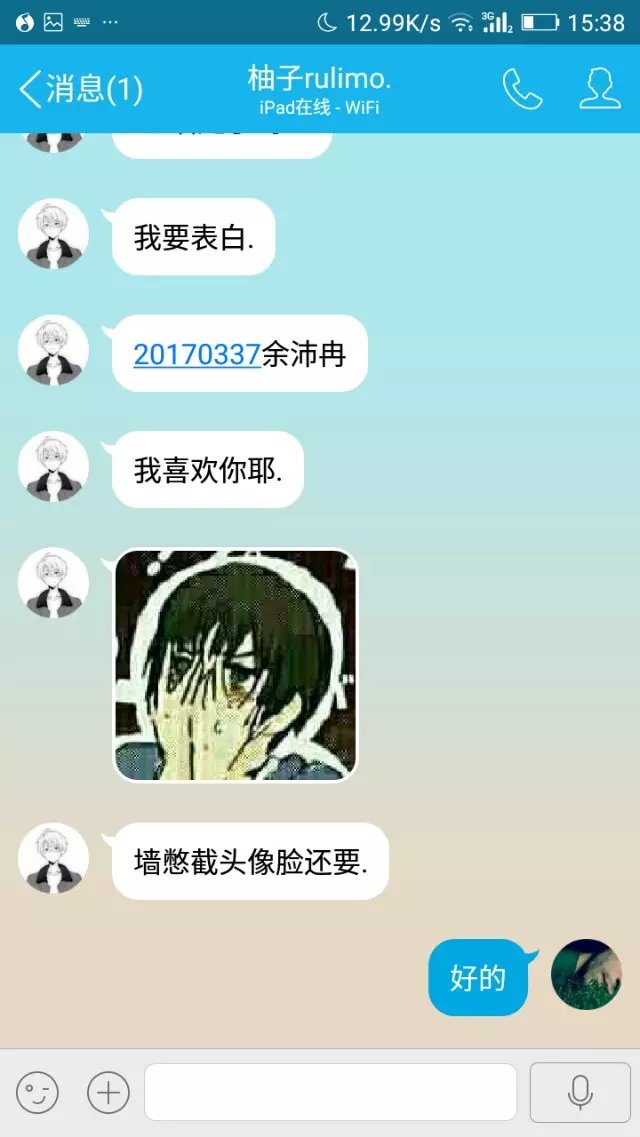 12.99K/s 3G 2 15:38
消息(1)
柚子rulimo.
iPad在线 - WiFi
我要表白.
20170337余沛冉
我喜欢你耶.
墙憋截头像脸还要.
好的